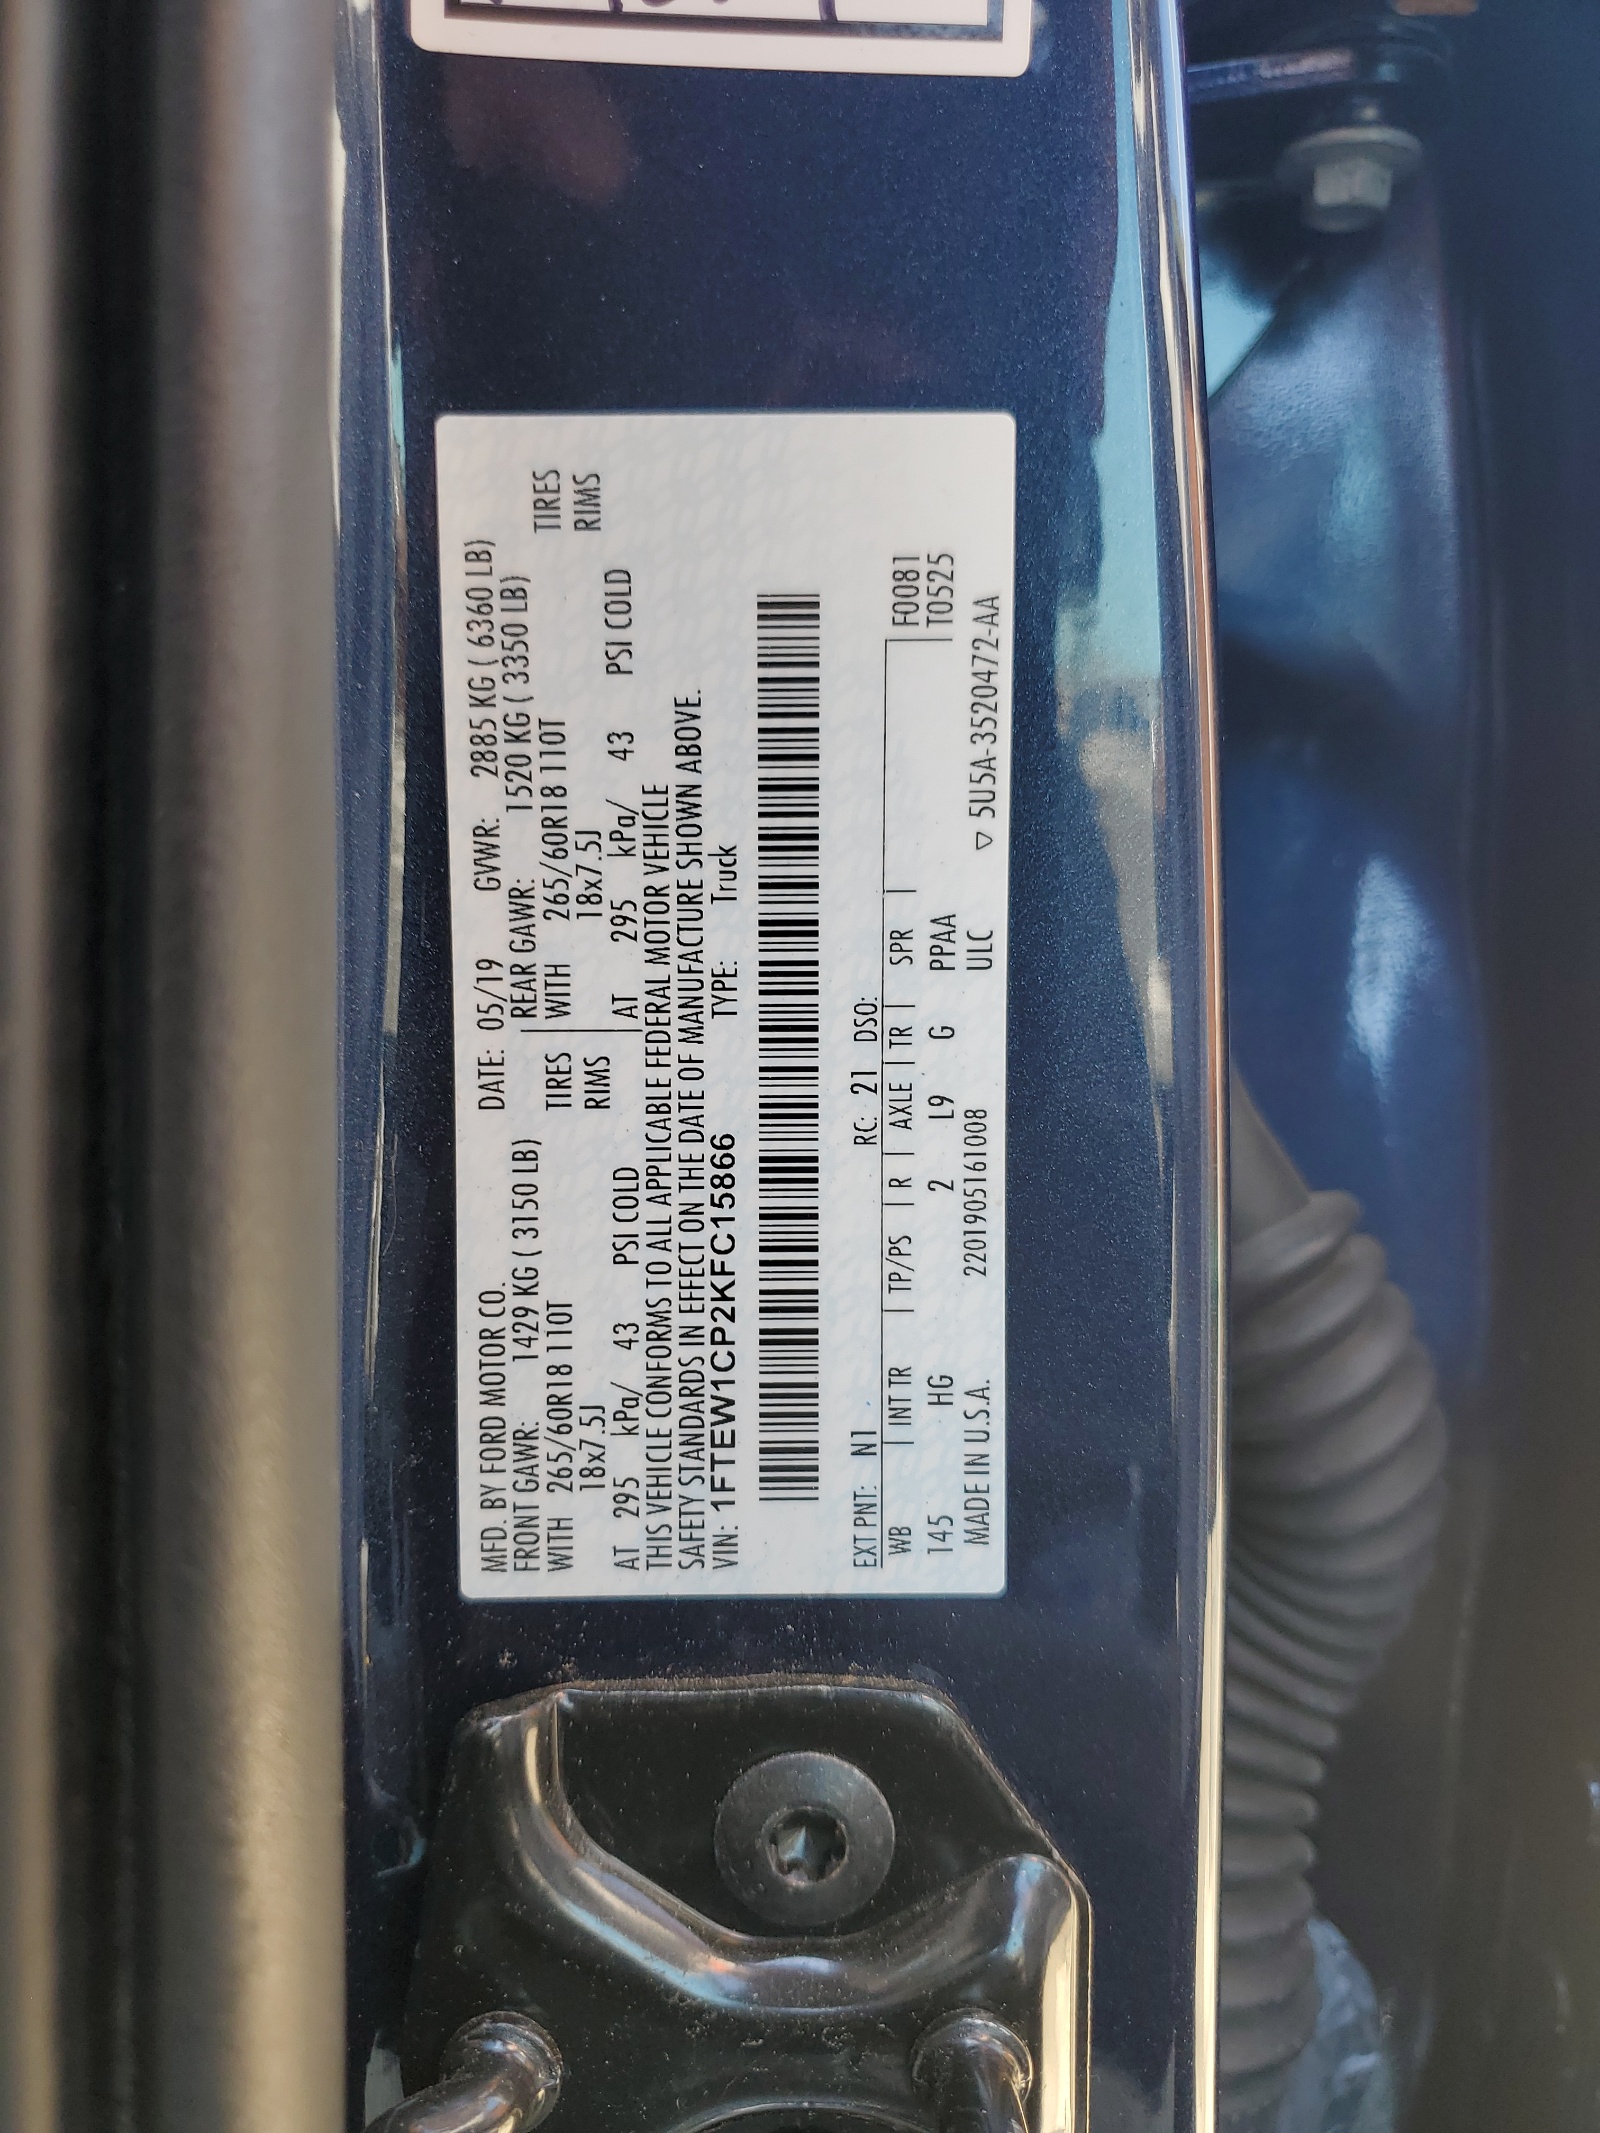 MFD. BY FORD MOTOR CO. DATE: 05/19 GVWR: 2885 KG ( 6360 LB)
FRONT GAWR: 1429 KG ( 3150 LB) REAR GAWR: 1520 KG ( 3350 LB)
WITH 265/60R18 110T TIRES WITH 265/60R18 110T TIRES
18x7.5J RIMS 18x7.5J RIMS
AT 295 kPa/ 43 PSI COLD AT 295 kPa/ 43 PSI COLD
THIS VEHICLE CONFORMS TO ALL APPLICABLE FEDERAL MOTOR VEHICLE
SAFETY STANDARDS IN EFFECT ON THE DATE OF MANUFACTURE SHOWN ABOVE.
VIN: 1FTEW1CP2KFC15866 TYPE: Truck
EXT PNT: N1 RC: 21 DSO:
WB | INT TR | TP/PS | R | AXLE | TR | SPR | F0081
145 HG 2 L9 G PPAA T0525
MADE IN U.S.A. 2201905161008 ULC ▽ 5U5A-3520472-AA